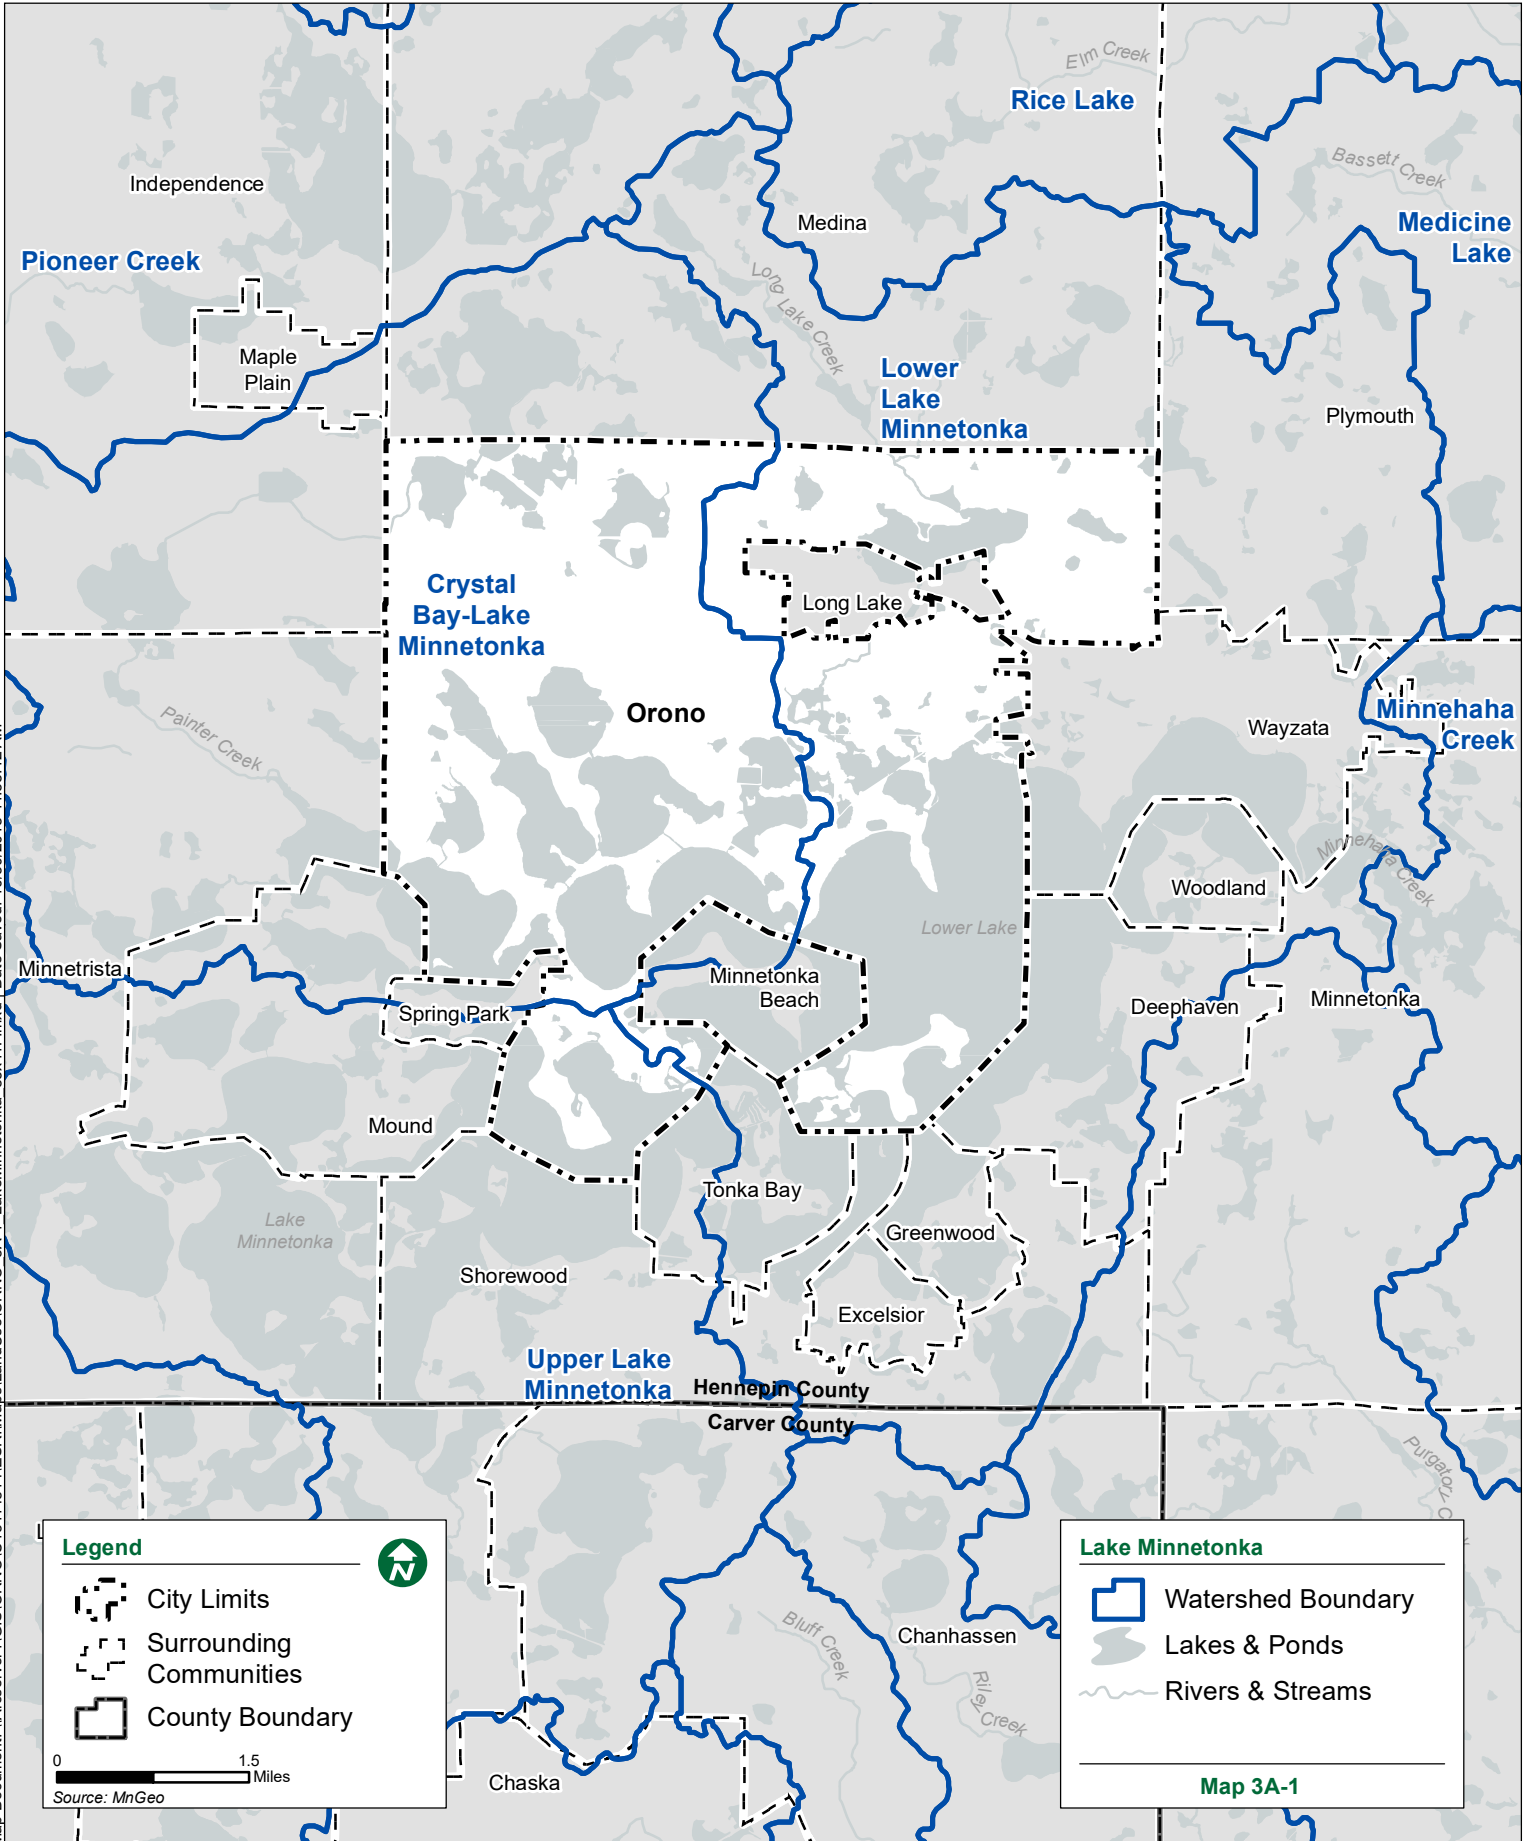 Elm Creek
Rice Lake
Bassett Creek
Independence
Medina
Medicine
Lake
Pioneer Creek
Long Lake Creek
Maple
Plain
Lower
Lake
Minnetonka
Plymouth
Crystal
Bay-Lake
Minnetonka
Long Lake
Orono
Painter Creek
Wayzata
Minnehaha
Creek
Minnehaha Creek
Woodland
Lower Lake
Minnetrista
Minnetonka
Beach
Spring Park
Deephaven
Minnetonka
Mound
Tonka Bay
Lake
Minnetonka
Greenwood
Shorewood
Excelsior
Upper Lake
Minnetonka
Hennepin County
Carver County
Purgatory C
Bluff Creek
Chanhassen
Riley Creek
Chaska
Legend
N
City Limits
Surrounding
Communities
County Boundary
0 1.5
Miles
Source: MnGeo
Lake Minnetonka
Watershed Boundary
Lakes & Ponds
Rivers & Streams
Map 3A-1